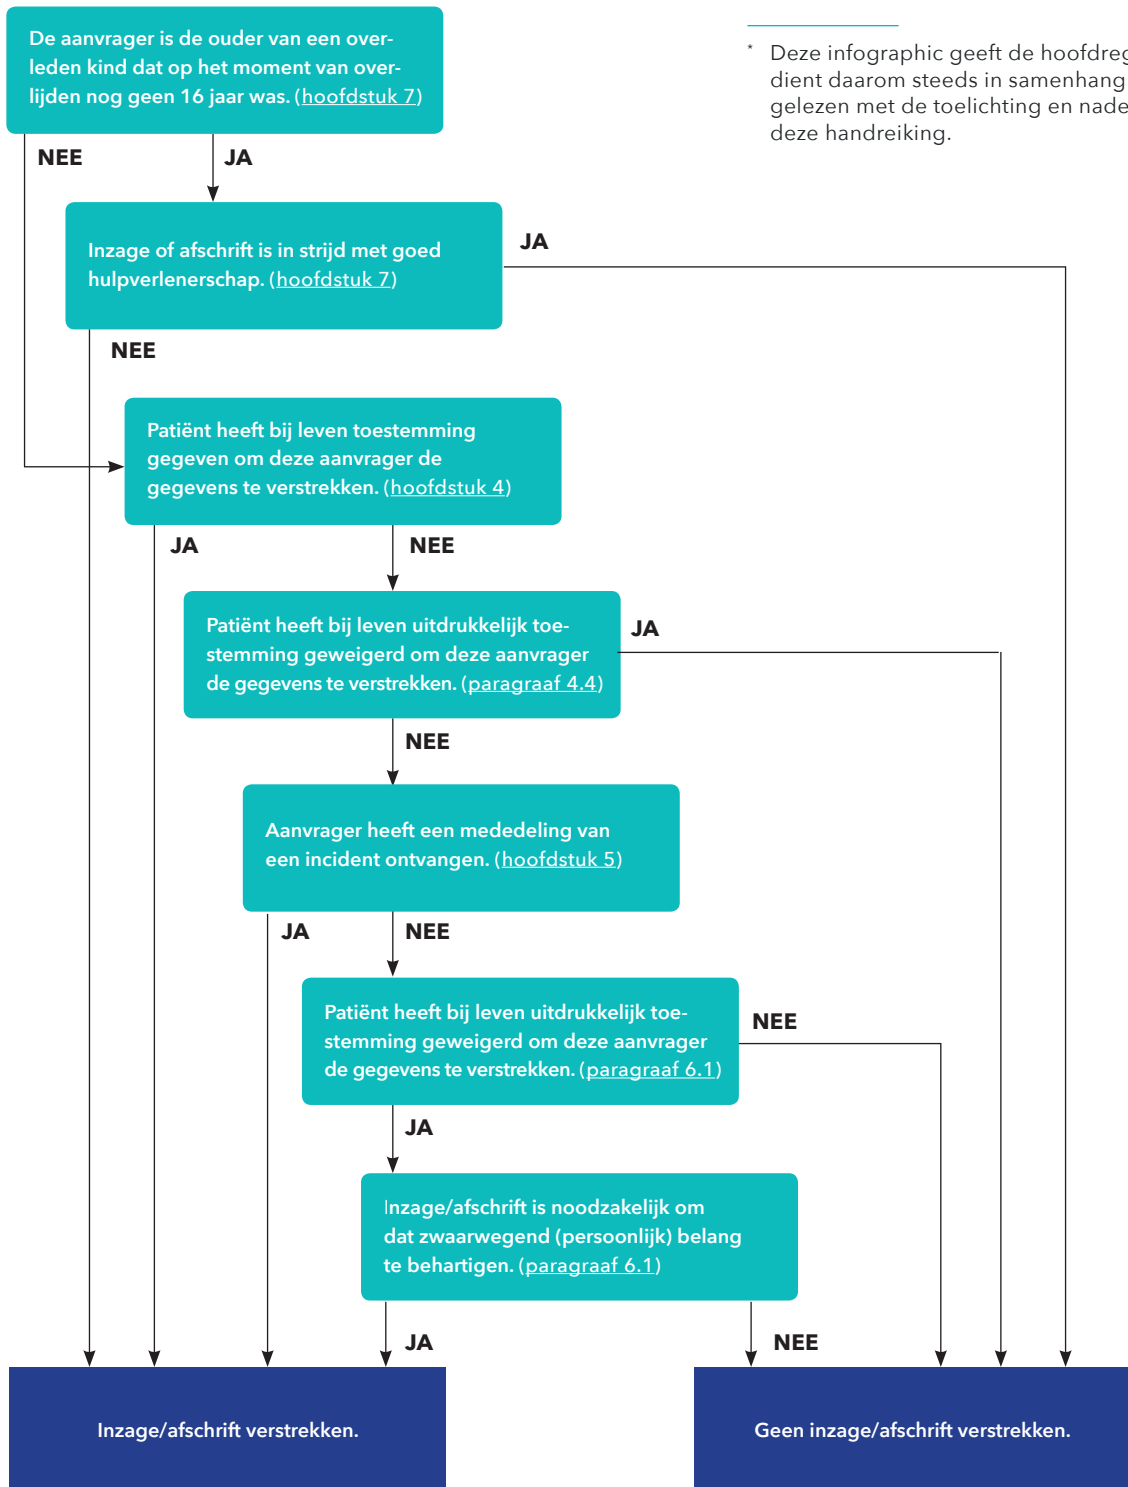 De aanvrager is de ouder van een over-
leden kind dat op het moment van over-
lijden nog geen 16 jaar was. (hoofdstuk 7)
* Deze infographic geeft de hoofdreg
dient daarom steeds in samenhang
gelezen met de toelichting en nade
deze handreiking.
NEE
JA
Inzage of afschrift is in strijd met goed
hulpverlenerschap. (hoofdstuk 7)
JA
NEE
Patiënt heeft bij leven toestemming
gegeven om deze aanvrager de
gegevens te verstrekken. (hoofdstuk 4)
JA
NEE
Patiënt heeft bij leven uitdrukkelijk toe-
stemming geweigerd om deze aanvrager
de gegevens te verstrekken. (paragraaf 4.4)
JA
NEE
Aanvrager heeft een mededeling van
een incident ontvangen. (hoofdstuk 5)
JA
NEE
Patiënt heeft bij leven uitdrukkelijk toe-
stemming geweigerd om deze aanvrager
de gegevens te verstrekken. (paragraaf 6.1)
NEE
JA
Inzage/afschrift is noodzakelijk om
dat zwaarwegend (persoonlijk) belang
te behartigen. (paragraaf 6.1)
JA
NEE
Inzage/afschrift verstrekken.
Geen inzage/afschrift verstrekken.